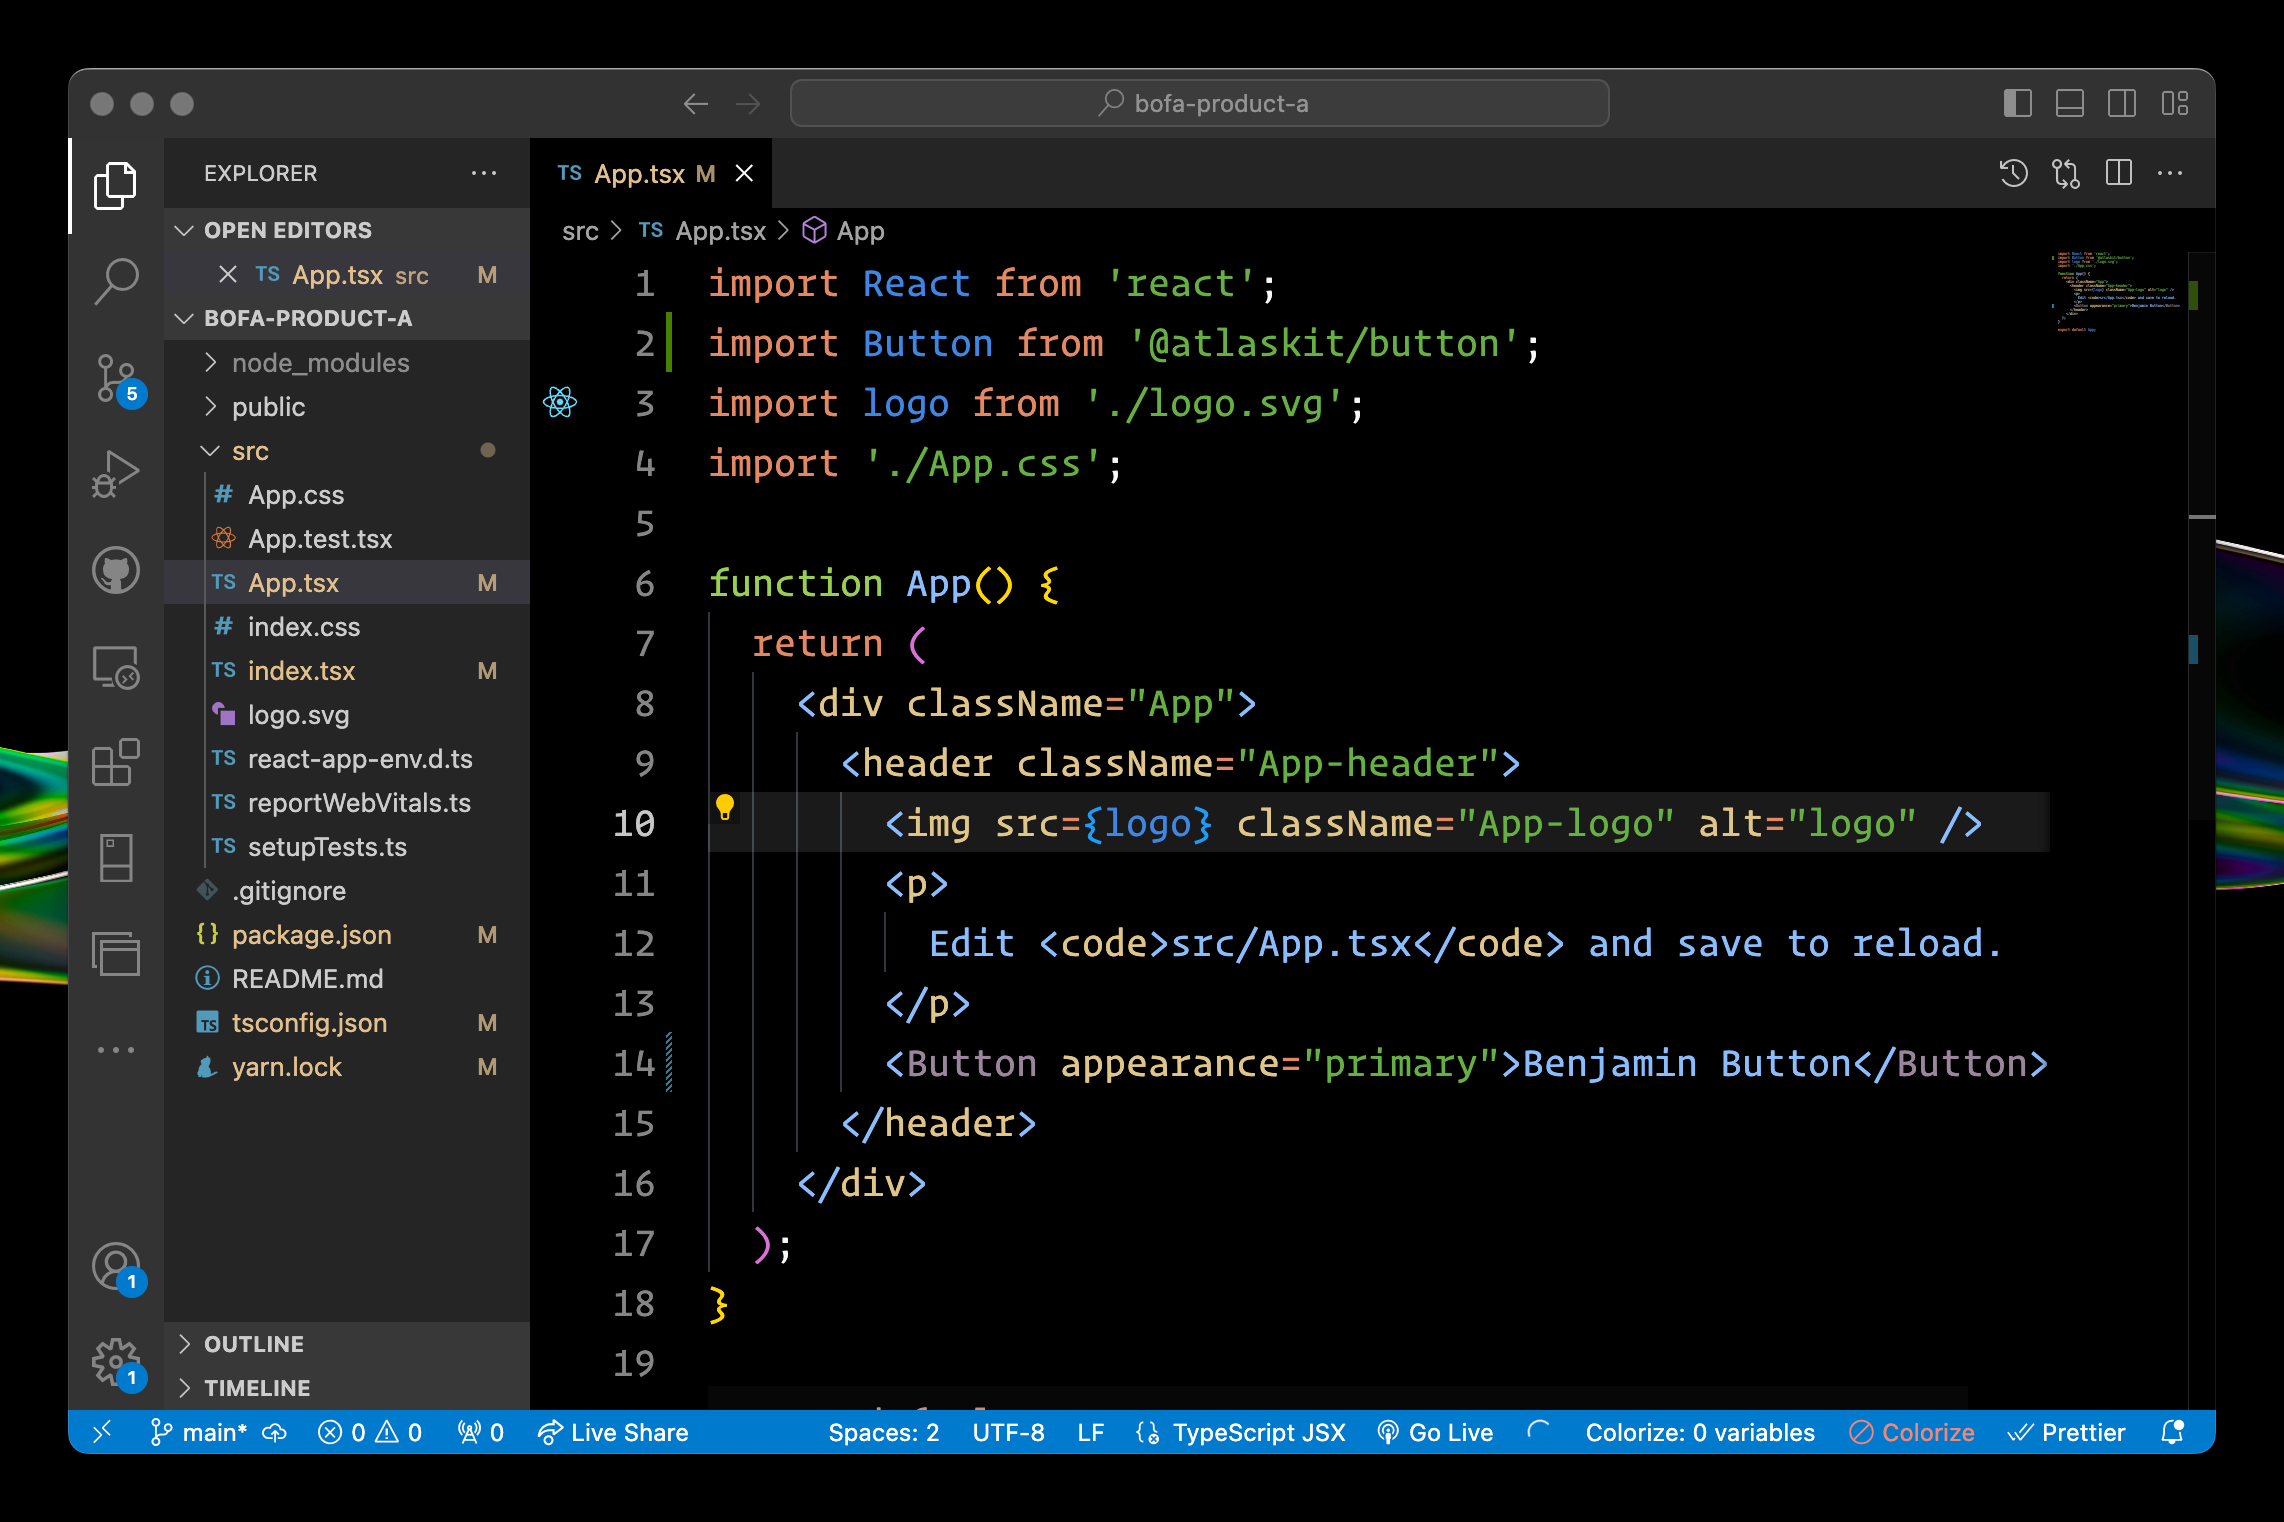 bofa-product-a
EXPLORER
OPEN EDITORS
TS App.tsx src M
BOFA-PRODUCT-A
node_modules
public
src
# App.css
App.test.tsx
TS App.tsx M
# index.css
TS index.tsx M
logo.svg
TS react-app-env.d.ts
TS reportWebVitals.ts
TS setupTests.ts
.gitignore
{} package.json M
README.md
TS tsconfig.json M
yarn.lock M
OUTLINE
TIMELINE
5
1
1
TS App.tsx M
src > TS App.tsx > App
1 import React from 'react';
2 import Button from '@atlaskit/button';
3 import logo from './logo.svg';
4 import './App.css';
5
6 function App() {
7 return (
8 <div className="App">
9 <header className="App-header">
10 <img src={logo} className="App-logo" alt="logo" />
11 <p>
12 Edit <code>src/App.tsx</code> and save to reload.
13 </p>
14 <Button appearance="primary">Benjamin Button</Button>
15 </header>
16 </div>
17 );
18 }
19
main* 0 0 0 Live Share Spaces: 2 UTF-8 LF TypeScript JSX Go Live Colorize: 0 variables Colorize Prettier